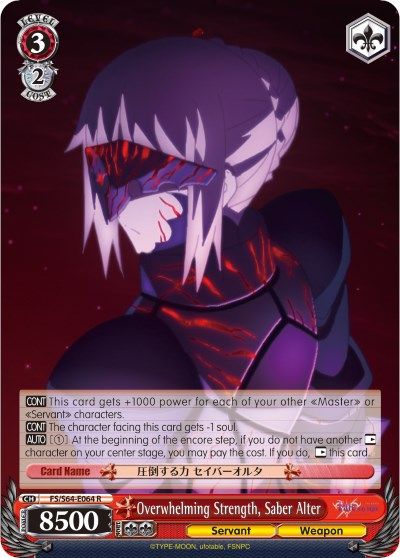 LEVEL
3
2
COST
CONT This card gets +1000 power for each of your other «Master» or
«Servant» characters.
CONT The character facing this card gets -1 soul.
AUTO [①] At the beginning of the encore step, if you do not have another
character on your center stage, you may pay the cost. If you do,
this card
Card Name
圧倒する力 セイバーオルタ
CH
FS/S64-E064 R
Overwhelming Strength, Saber Alter
POWER
8500
SOUL
Servant
Weapon
©TYPE-MOON, ufotable, FSNPC